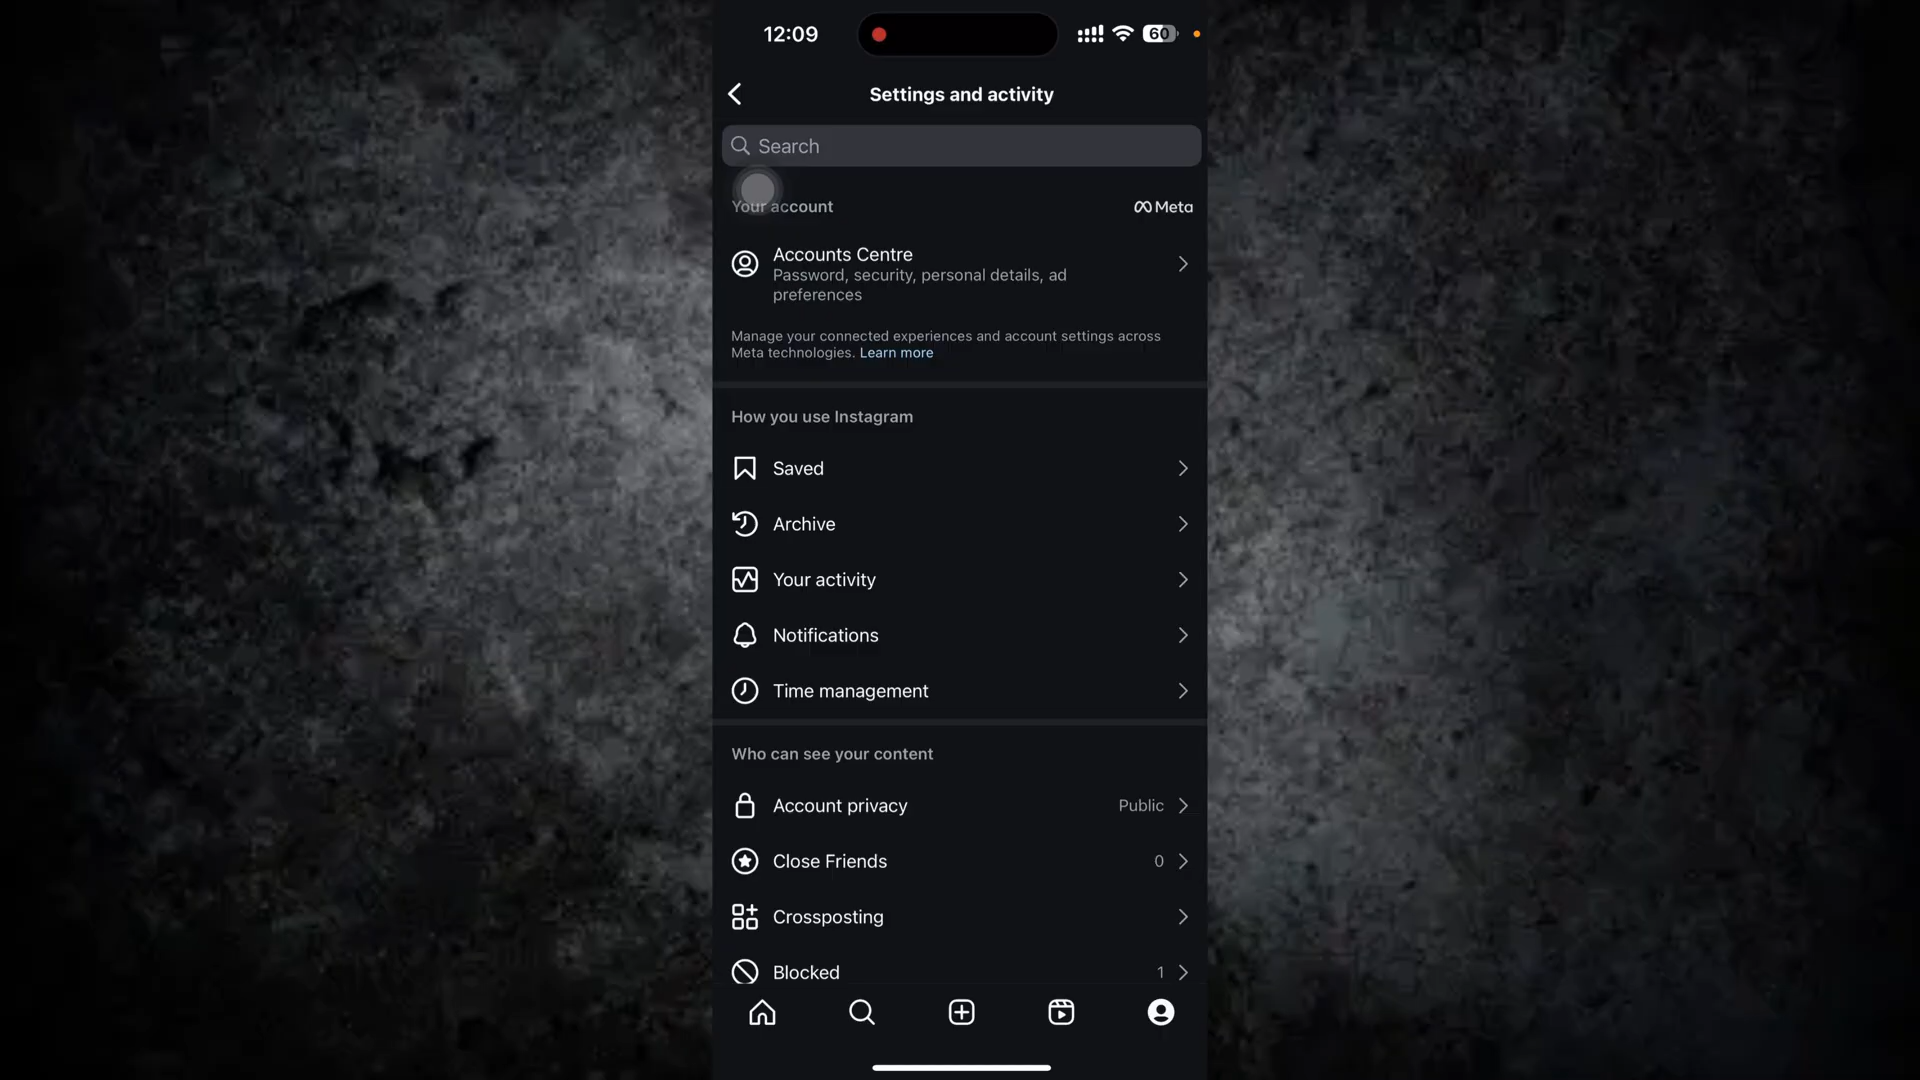 12:09
60
Settings and activity
Search
Your account
Meta
Accounts Centre
Password, security, personal details, ad
preferences
Manage your connected experiences and account settings across
Meta technologies. Learn more
How you use Instagram
Saved
Archive
Your activity
Notifications
Time management
Who can see your content
Account privacy Public
Close Friends 0
Crossposting
Blocked 1